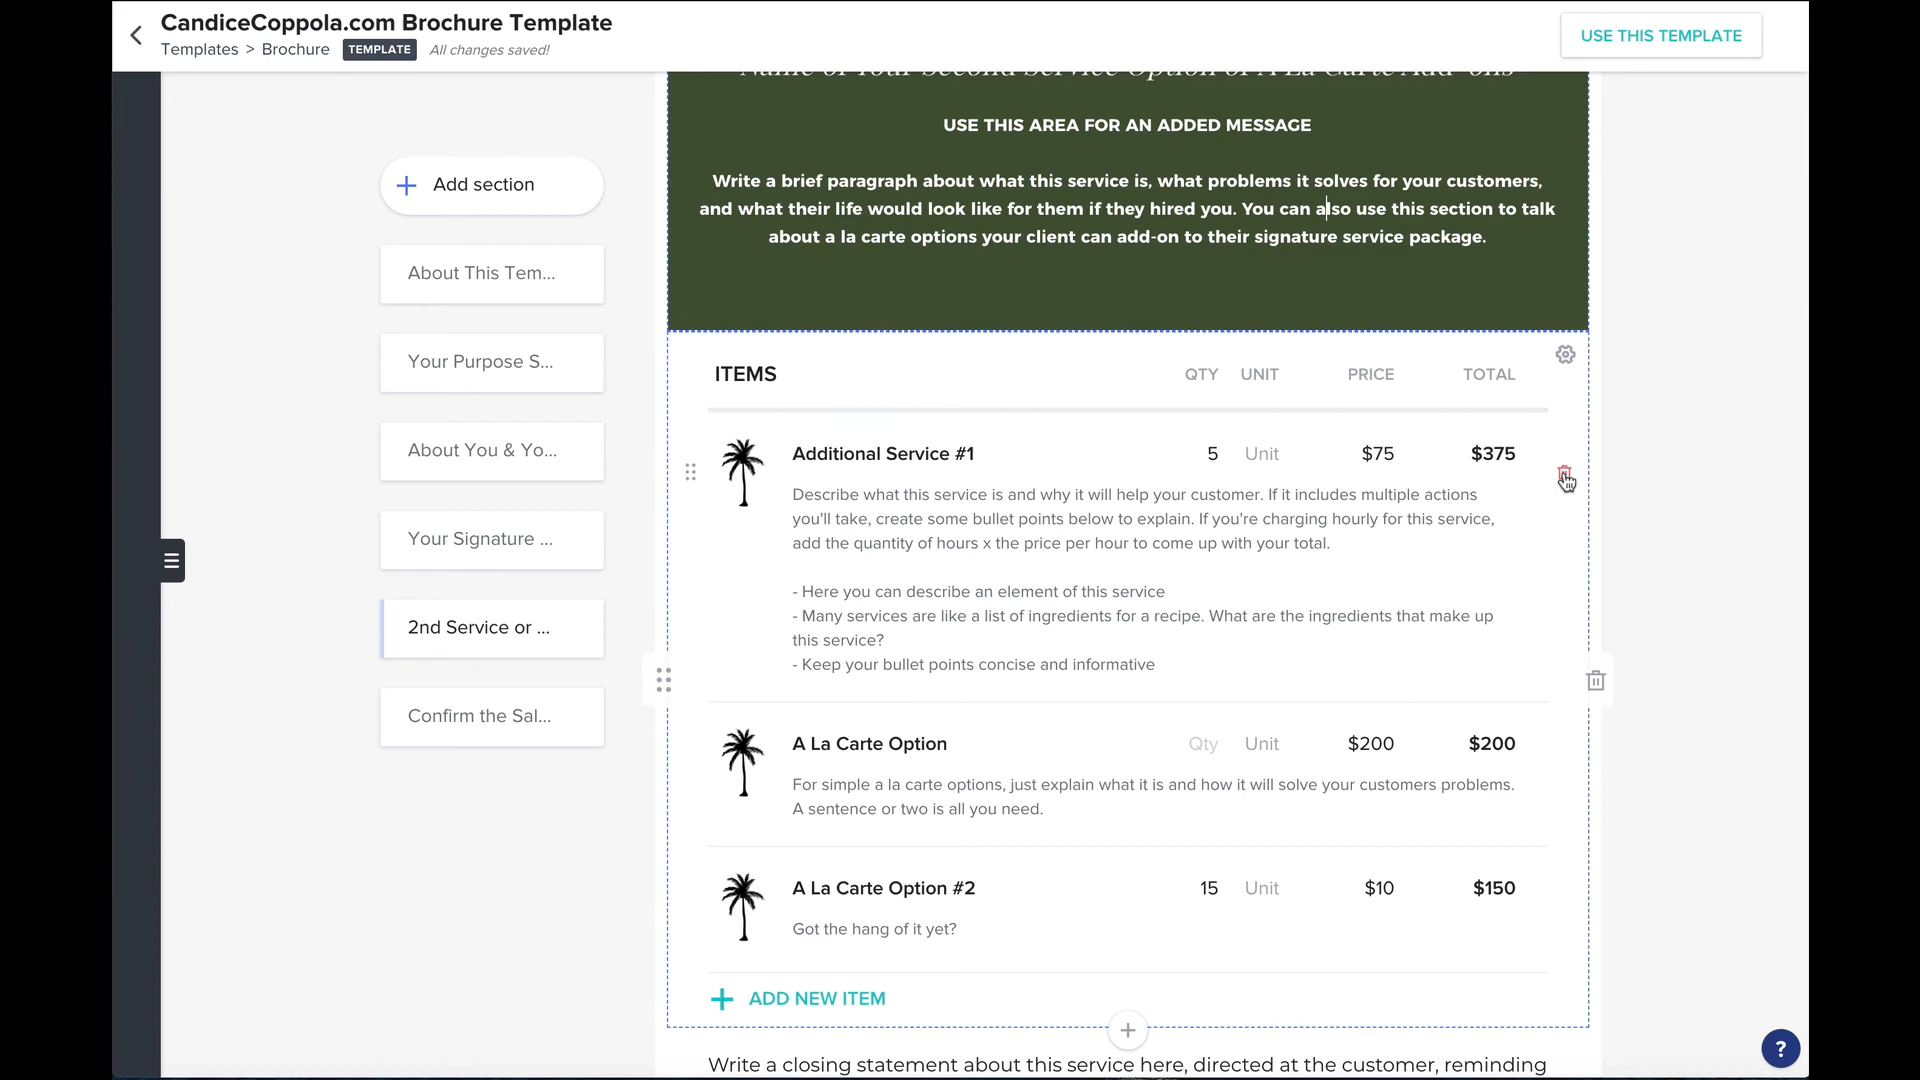 CandiceCoppola.com Brochure Template
Templates > Brochure TEMPLATE All changes saved!
USE THIS TEMPLATE
Name of Your Second Service Option or A La Carte Add-ons
USE THIS AREA FOR AN ADDED MESSAGE
Write a brief paragraph about what this service is, what problems it solves for your customers,
and what their life would look like for them if they hired you. You can also use this section to talk
about a la carte options your client can add-on to their signature service package.
Add section
About This Tem...
Your Purpose S...
About You & Yo...
Your Signature ...
2nd Service or ...
Confirm the Sal...
ITEMS QTY UNIT PRICE TOTAL
Additional Service #1 5 Unit $75 $375
Describe what this service is and why it will help your customer. If it includes multiple actions
you'll take, create some bullet points below to explain. If you're charging hourly for this service,
add the quantity of hours x the price per hour to come up with your total.
- Here you can describe an element of this service
- Many services are like a list of ingredients for a recipe. What are the ingredients that make up
this service?
- Keep your bullet points concise and informative
A La Carte Option Qty Unit $200 $200
For simple a la carte options, just explain what it is and how it will solve your customers problems.
A sentence or two is all you need.
A La Carte Option #2 15 Unit $10 $150
Got the hang of it yet?
ADD NEW ITEM
Write a closing statement about this service here, directed at the customer, reminding
?